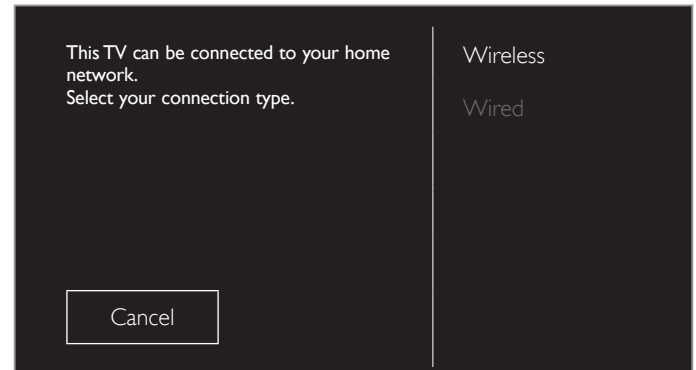 This TV can be connected to your home
network.
Select your connection type.
Wireless
Wired
Cancel